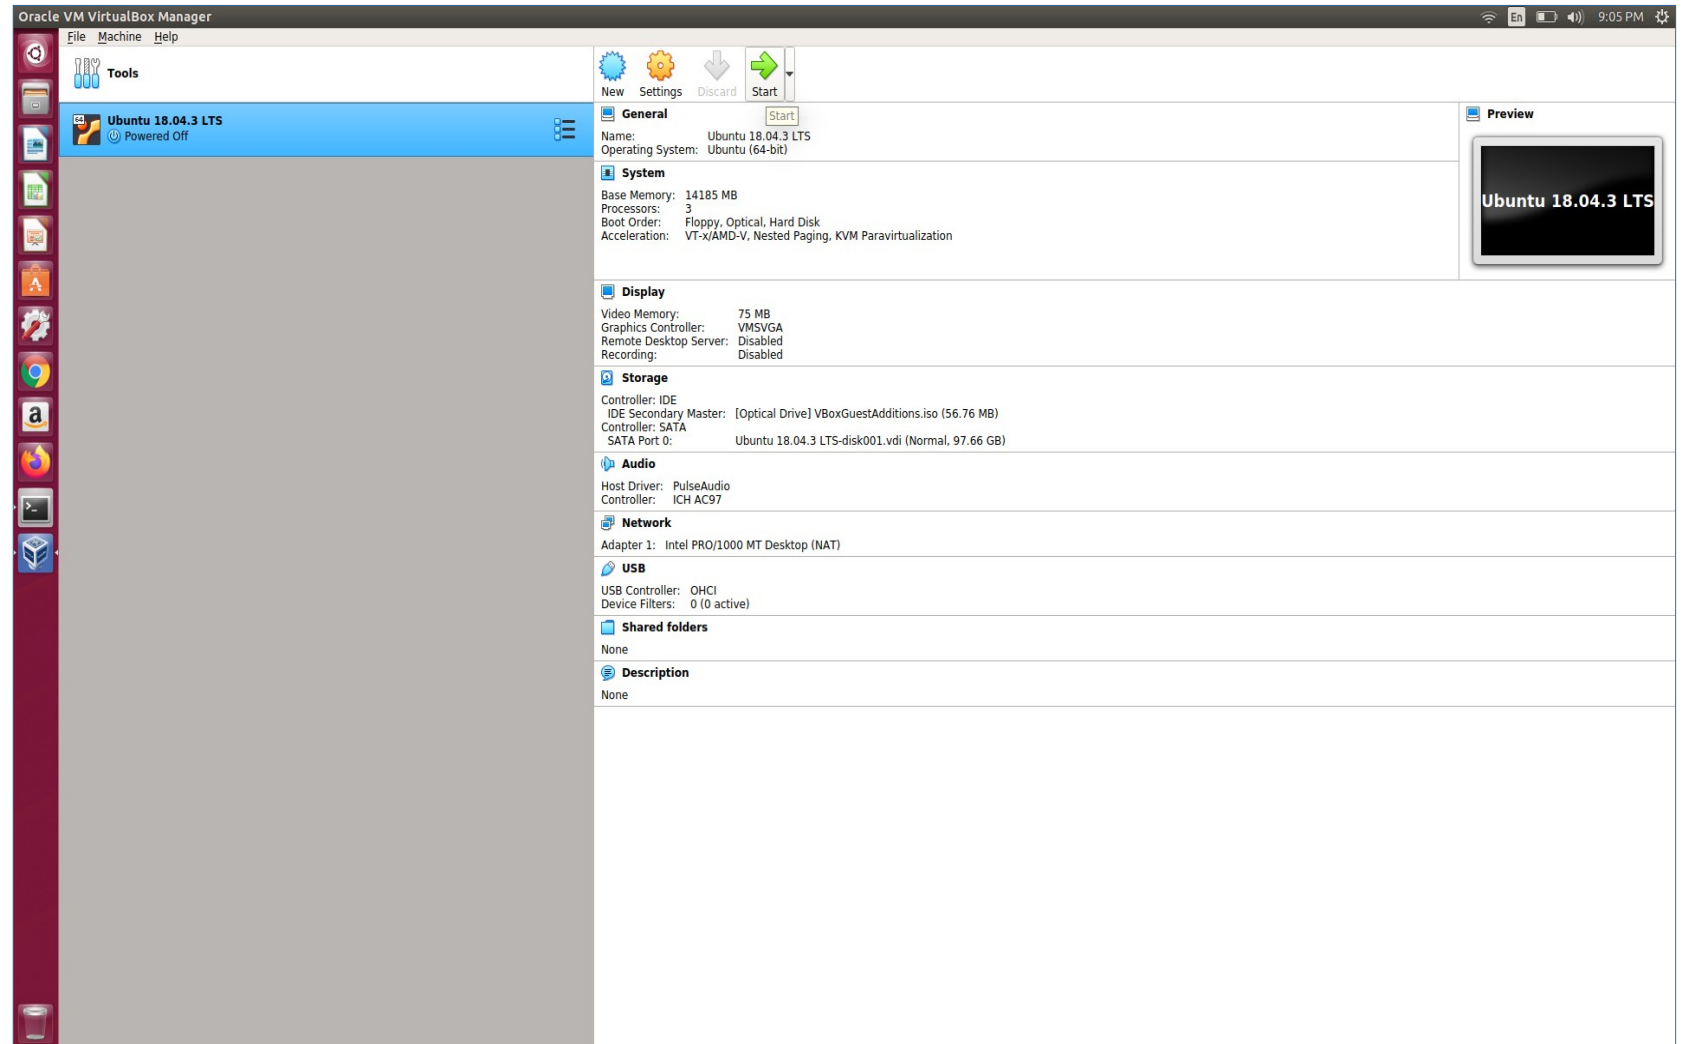 Oracle VM VirtualBox Manager
En
9:05 PM
File Machine Help
Tools
New Settings Discard Start
Start
64
Ubuntu 18.04.3 LTS
Powered Off
General
Name: Ubuntu 18.04.3 LTS
Operating System: Ubuntu (64-bit)
System
Base Memory: 14185 MB
Processors: 3
Boot Order: Floppy, Optical, Hard Disk
Acceleration: VT-x/AMD-V, Nested Paging, KVM Paravirtualization
Preview
Ubuntu 18.04.3 LTS
Display
Video Memory: 75 MB
Graphics Controller: VMSVGA
Remote Desktop Server: Disabled
Recording: Disabled
Storage
Controller: IDE
IDE Secondary Master: [Optical Drive] VBoxGuestAdditions.iso (56.76 MB)
Controller: SATA
SATA Port 0: Ubuntu 18.04.3 LTS-disk001.vdi (Normal, 97.66 GB)
Audio
Host Driver: PulseAudio
Controller: ICH AC97
Network
Adapter 1: Intel PRO/1000 MT Desktop (NAT)
USB
USB Controller: OHCI
Device Filters: 0 (0 active)
Shared folders
None
Description
None